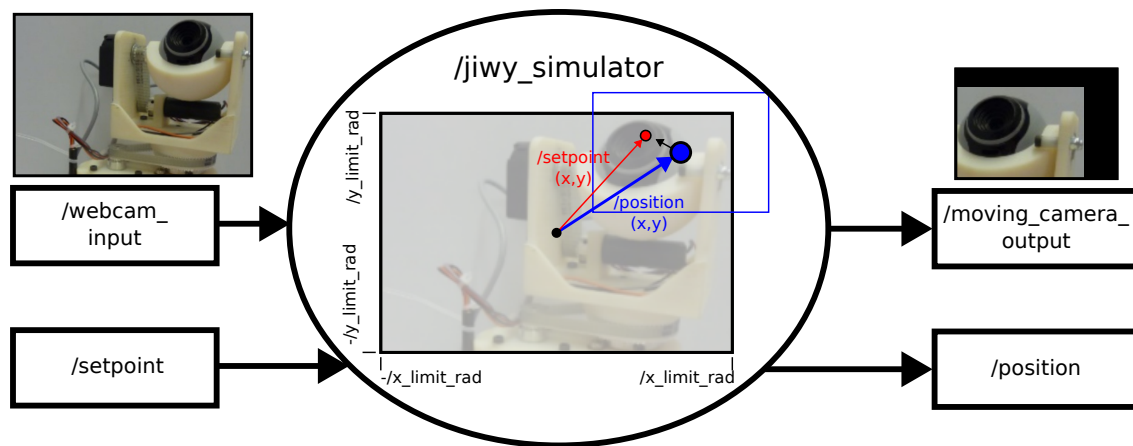 /jiwy_simulator
/webcam_
input
/setpoint
/y_limit_rad
-/y_limit_rad
/setpoint
(x,y)
/position
(x,y)
-/x_limit_rad
/x_limit_rad
/moving_camera_
output
/position